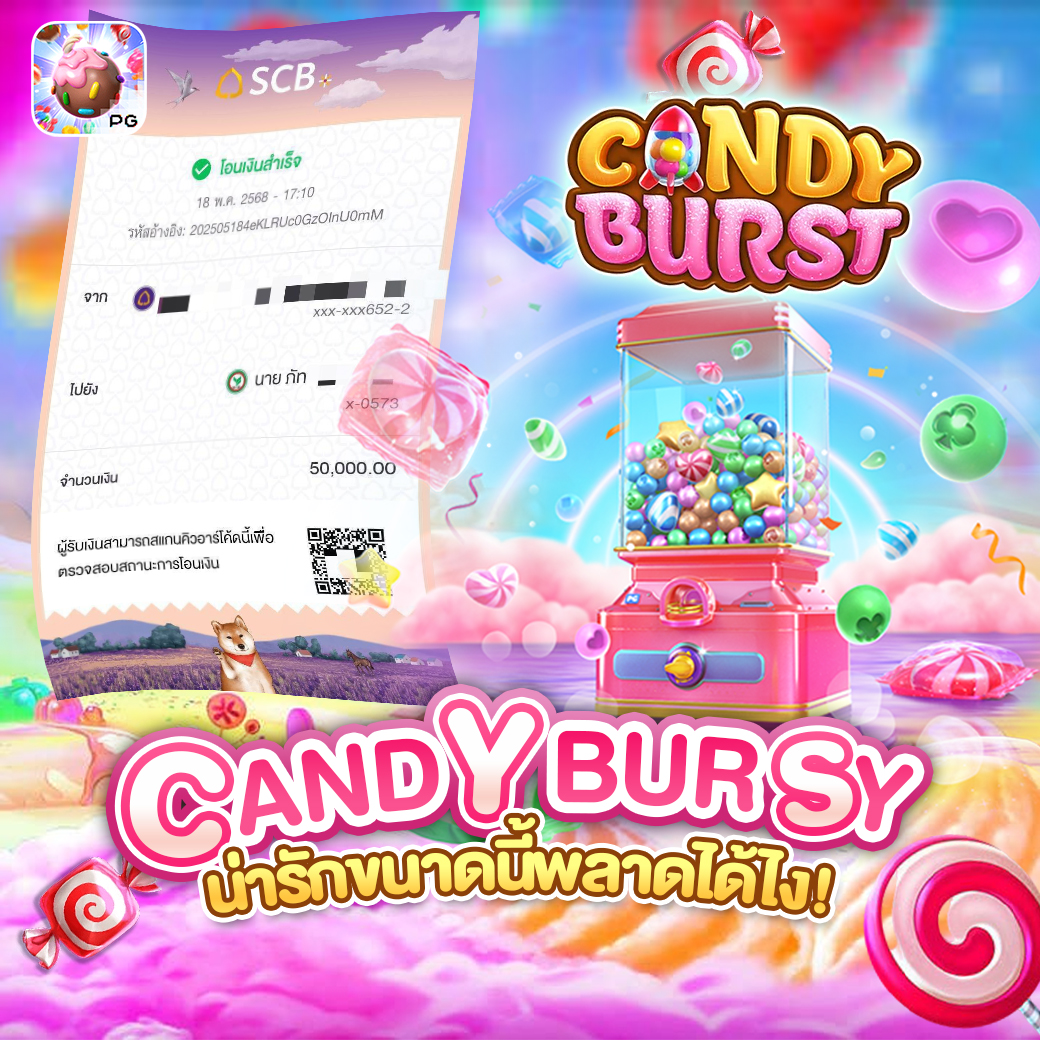 PG
SCB+
โอนเงินสำเร็จ
18 พ.ค. 2568 - 17:10
รหัสอ้างอิง: 202505184eKLRUc0GzOlnU0mM
จาก
xxx-xxx652-2
ไปยัง
นาย ภัท
x-0573
จำนวนเงิน
50,000.00
ผู้รับเงินสามารถสแกนคิวอาร์โค้ดนี้เพื่อ
ตรวจสอบสถานะการโอนเงิน
CANDY
BURST
PG
CANDY BURSY
น่ารักขนาดนี้พลาดได้ไง!